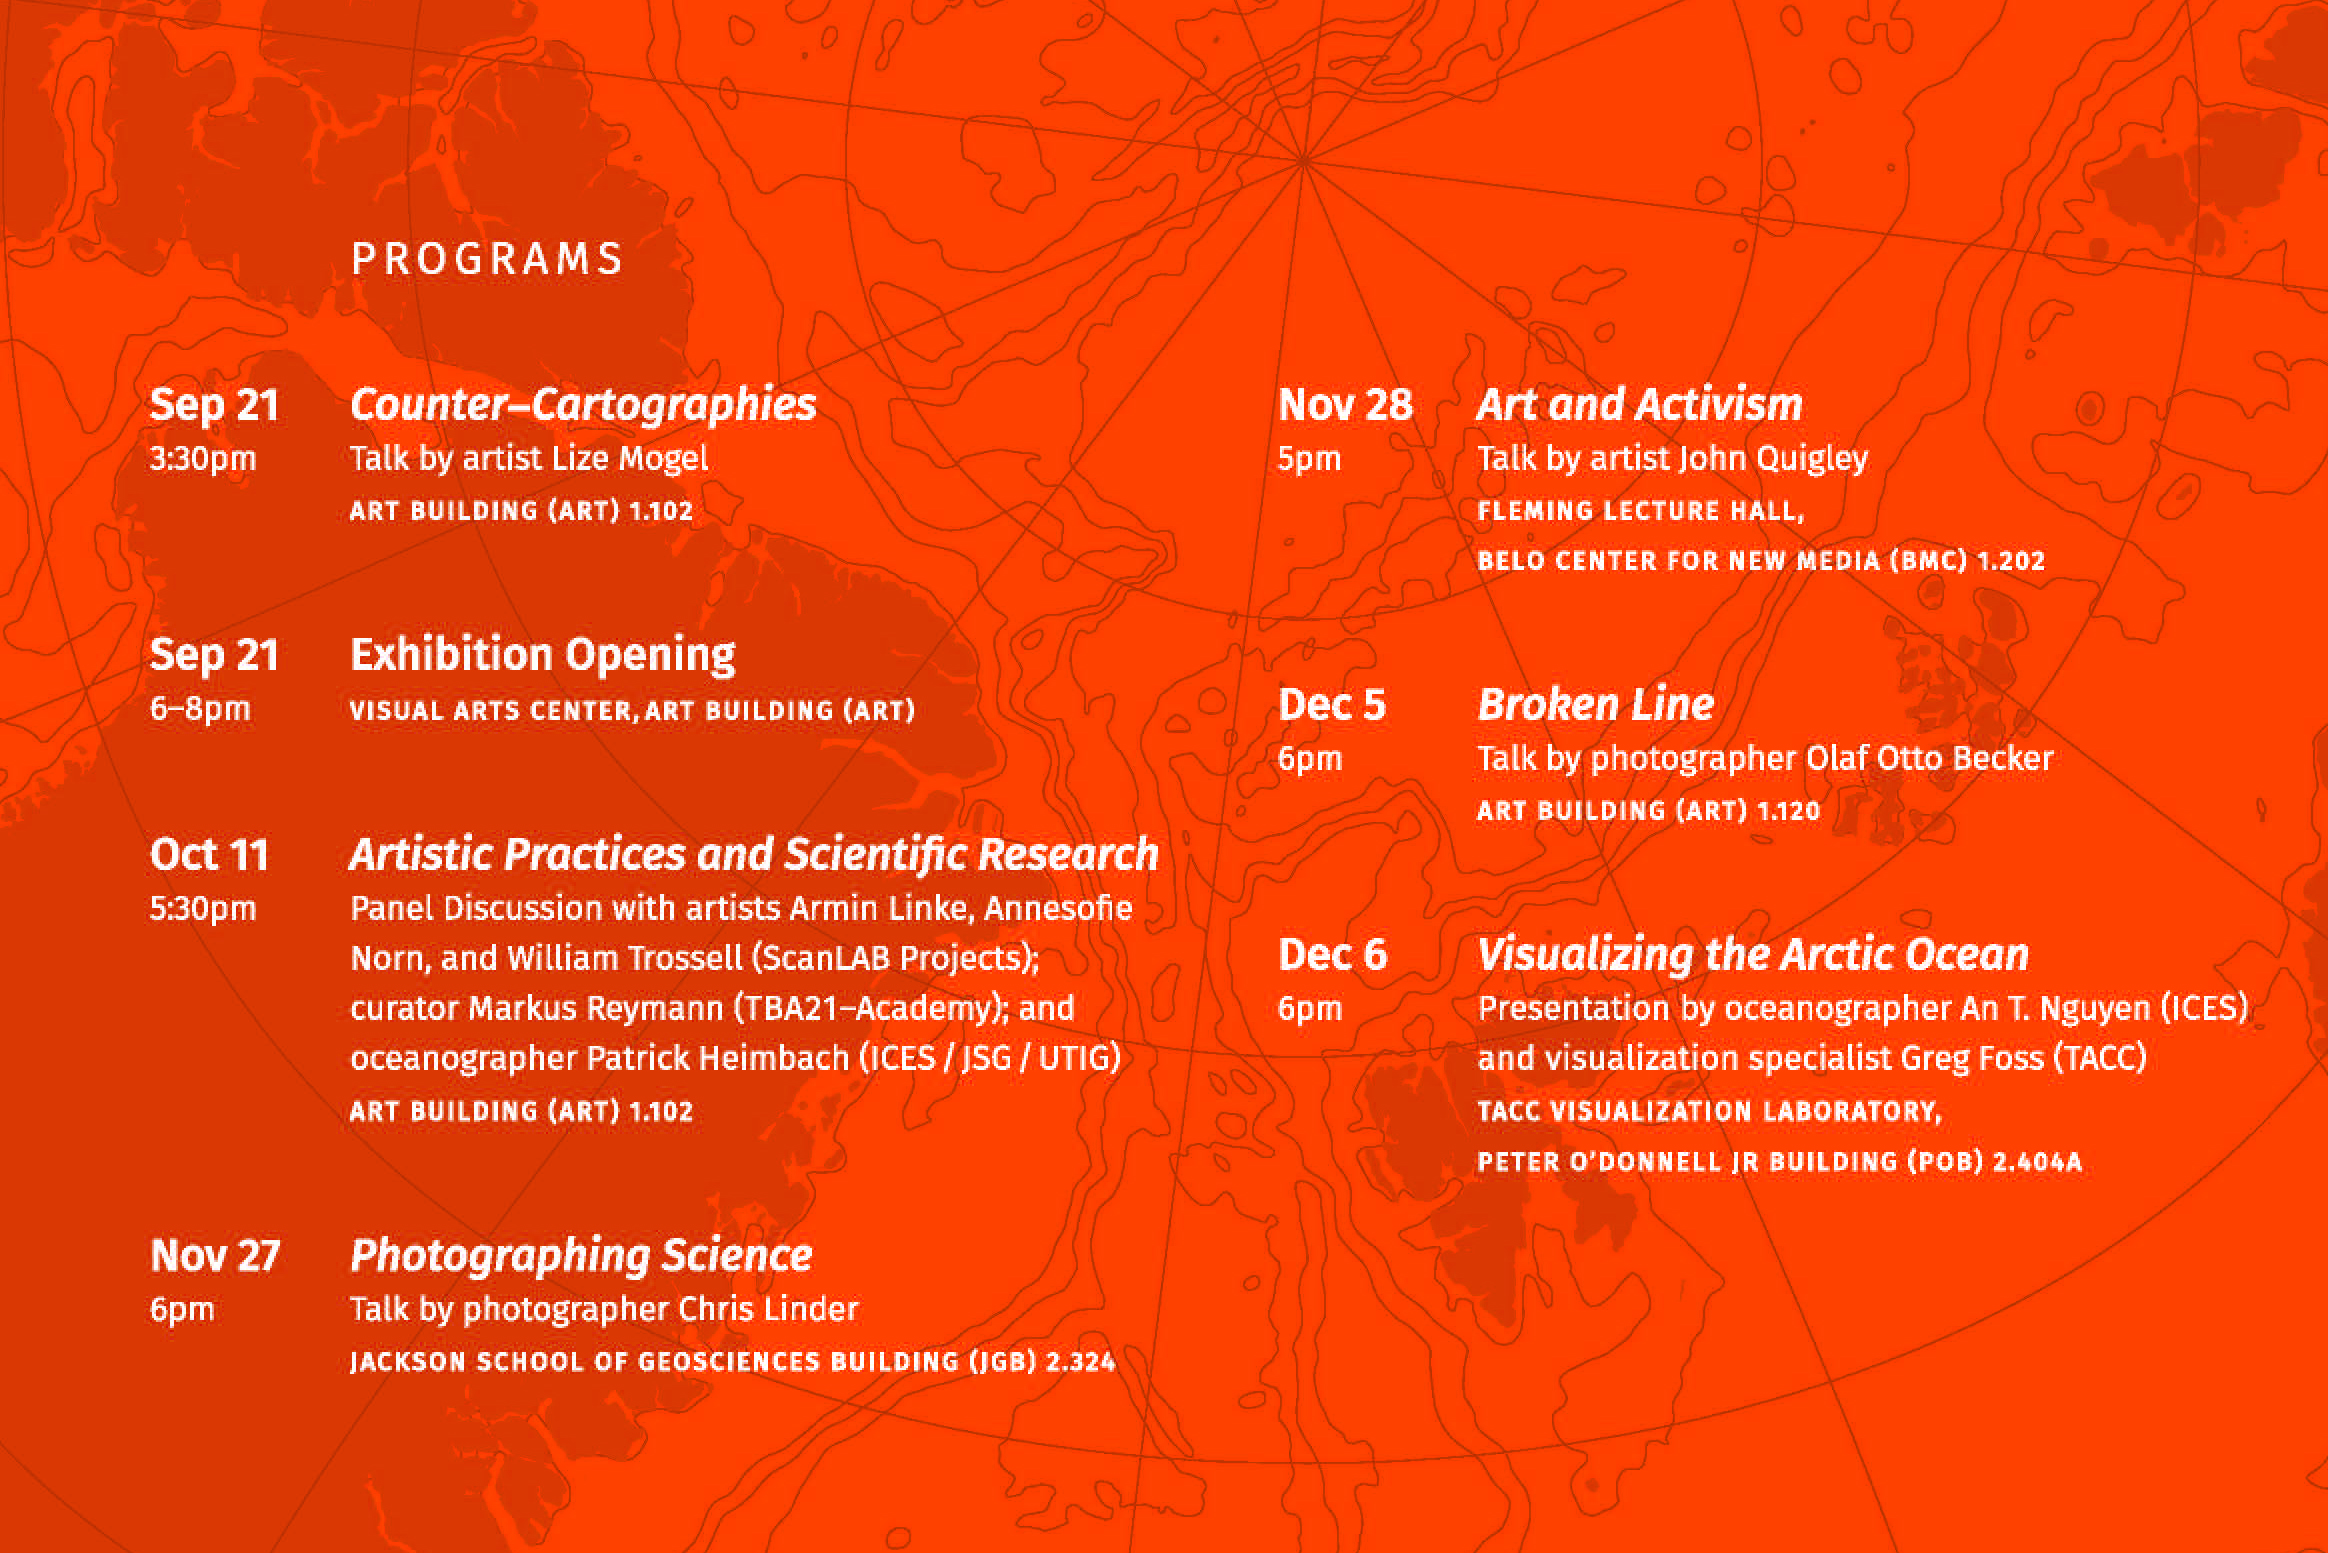 PROGRAMS
Sep 21
Counter–Cartographies
3:30pm
Talk by artist Lize Mogel
ART BUILDING (ART) 1.102
Sep 21
Exhibition Opening
6–8pm
VISUAL ARTS CENTER, ART BUILDING (ART)
Oct 11
Artistic Practices and Scientific Research
5:30pm
Panel Discussion with artists Armin Linke, Annesofie
Norn, and William Trossell (ScanLAB Projects);
curator Markus Reymann (TBA21–Academy); and
oceanographer Patrick Heimbach (ICES / JSG / UTIG)
ART BUILDING (ART) 1.102
Nov 27
Photographing Science
6pm
Talk by photographer Chris Linder
JACKSON SCHOOL OF GEOSCIENCES BUILDING (JGB) 2.324
Nov 28
Art and Activism
5pm
Talk by artist John Quigley
FLEMING LECTURE HALL,
BELO CENTER FOR NEW MEDIA (BMC) 1.202
Dec 5
Broken Line
6pm
Talk by photographer Olaf Otto Becker
ART BUILDING (ART) 1.120
Dec 6
Visualizing the Arctic Ocean
6pm
Presentation by oceanographer An T. Nguyen (ICES)
and visualization specialist Greg Foss (TACC)
TACC VISUALIZATION LABORATORY,
PETER O’DONNELL JR BUILDING (POB) 2.404A